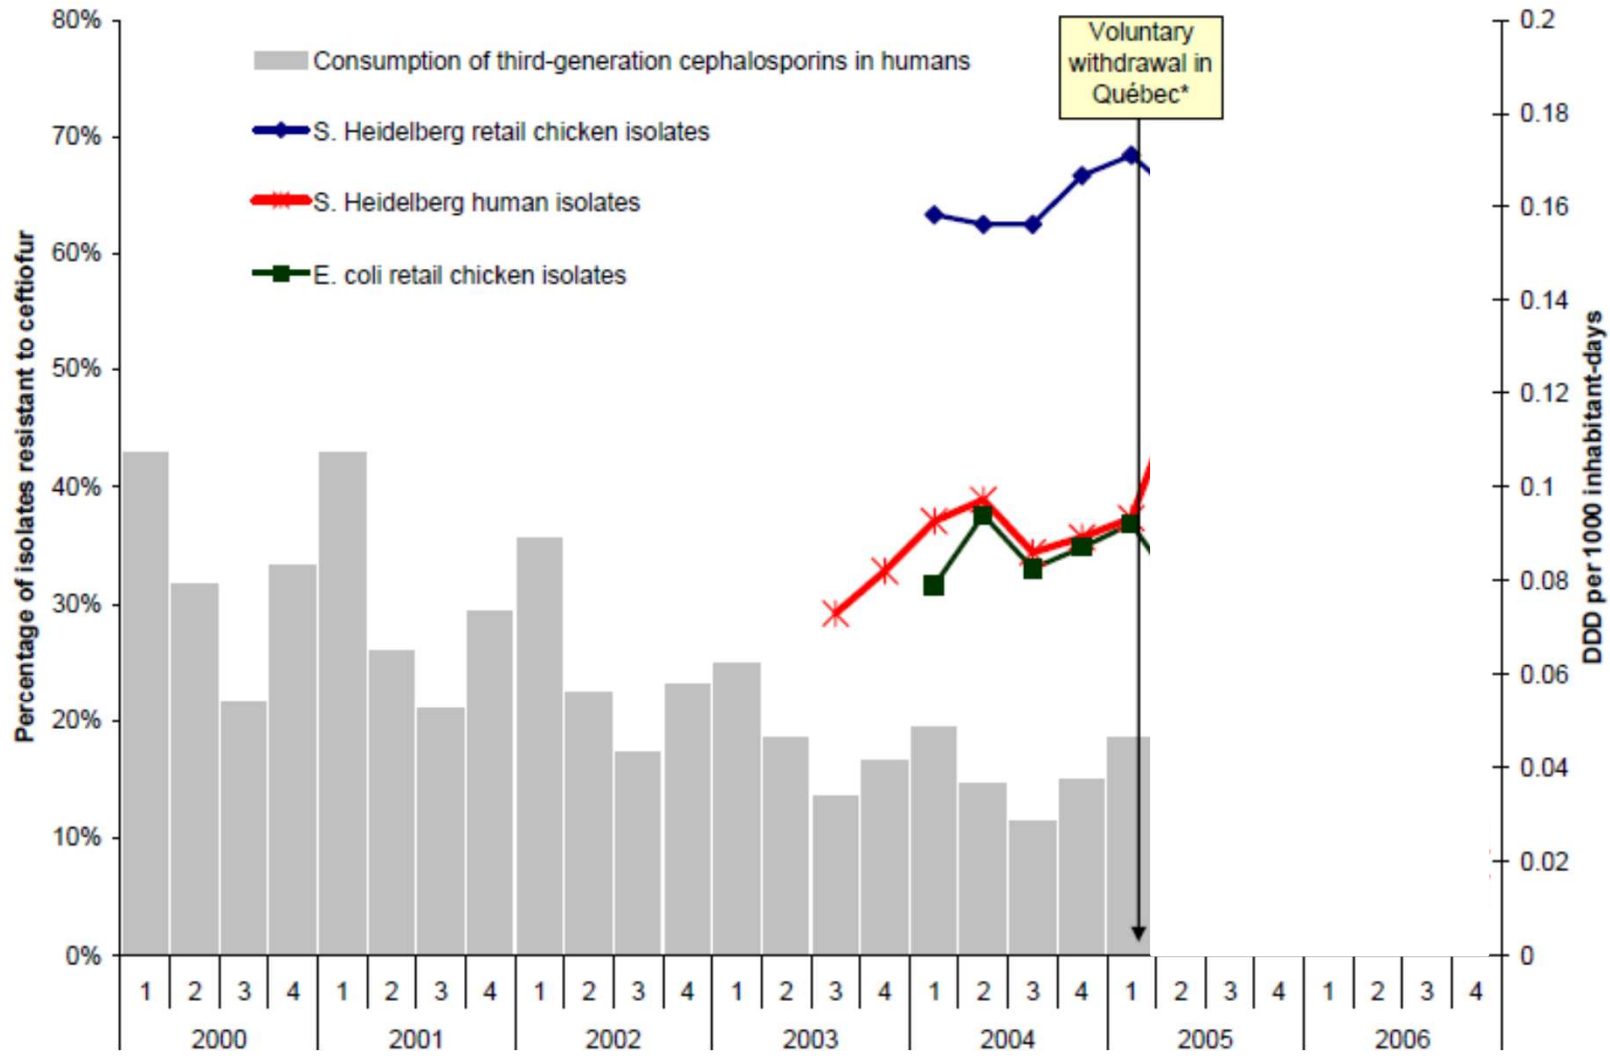 80%
70%
60%
50%
40%
30%
20%
10%
0%
Percentage of isolates resistant to ceftiofur
Consumption of third-generation cephalosporins in humans
S. Heidelberg retail chicken isolates
S. Heidelberg human isolates
E. coli retail chicken isolates
Voluntary
withdrawal in
Québec*
0.2
0.18
0.16
0.14
0.12
0.1
0.08
0.06
0.04
0.02
0
DDD per 1000 inhabitant-days
1 2 3 4 1 2 3 4 1 2 3 4 1 2 3 4 1 2 3 4 1 2 3 4 1 2 3 4
2000 2001 2002 2003 2004 2005 2006